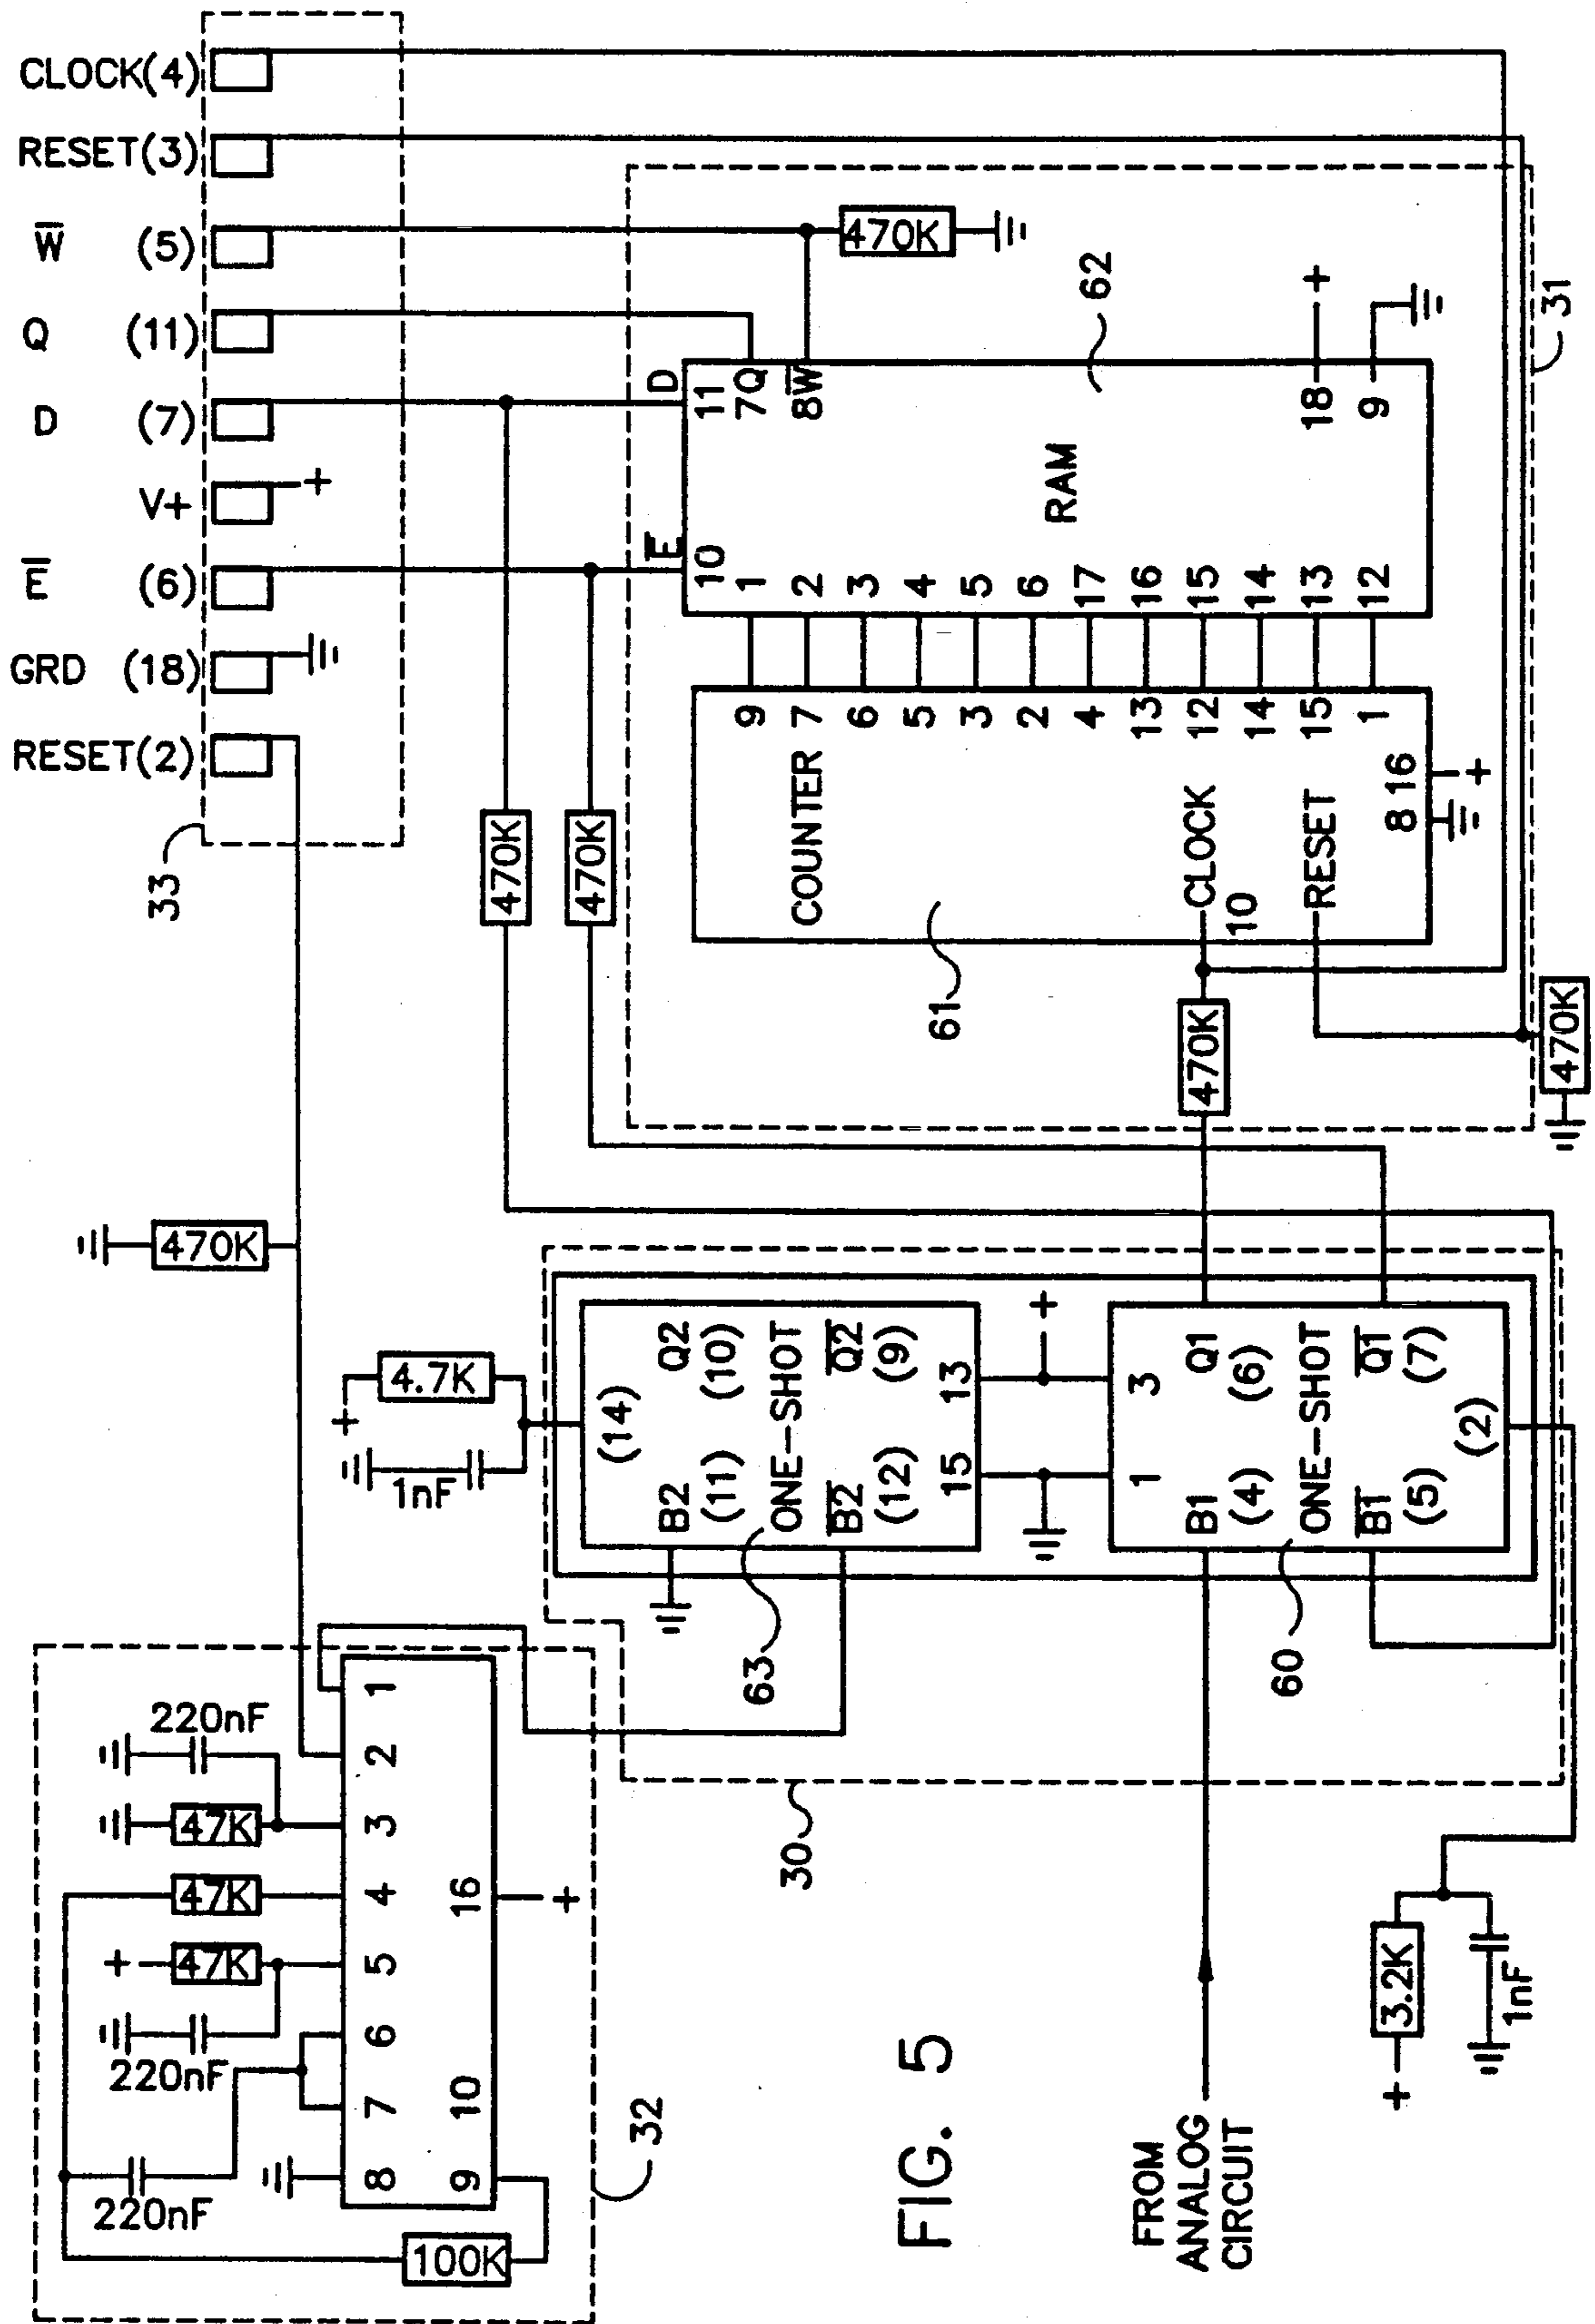 CLOCK(4)
RESET(3)
W̅ (5)
Q (11)
D (7)
V+ +
E̅ (6)
GRD (18)
RESET(2)
33
470K
470K
470K
470K
62
31
E̅ D
10 11
7Q
8W̅
RAM
18 +
9
1
2
3
4
5
6
17
16
15
14
13
12
9
7
6
5
3
2
4
13
12
14
15
1
COUNTER
CLOCK
10
RESET
8 16
+
61
470K
470K
+ 4.7K
1nF
(14)
B2 Q2
(11) (10)
ONE-SHOT
B̅2̅ Q̅2̅
(12) (9)
15 13
63
+
1 3
B1 Q1
(4) (6)
ONE-SHOT
B̅1̅ Q̅1̅
(5) (7)
(2)
60
30
220nF
47K
47K
+ 47K
220nF
220nF
100K
1
2
3
4
5
6
7
8
16
10
9
+
32
FROM
ANALOG
CIRCUIT
+ 3.2K
1nF
FIG. 5